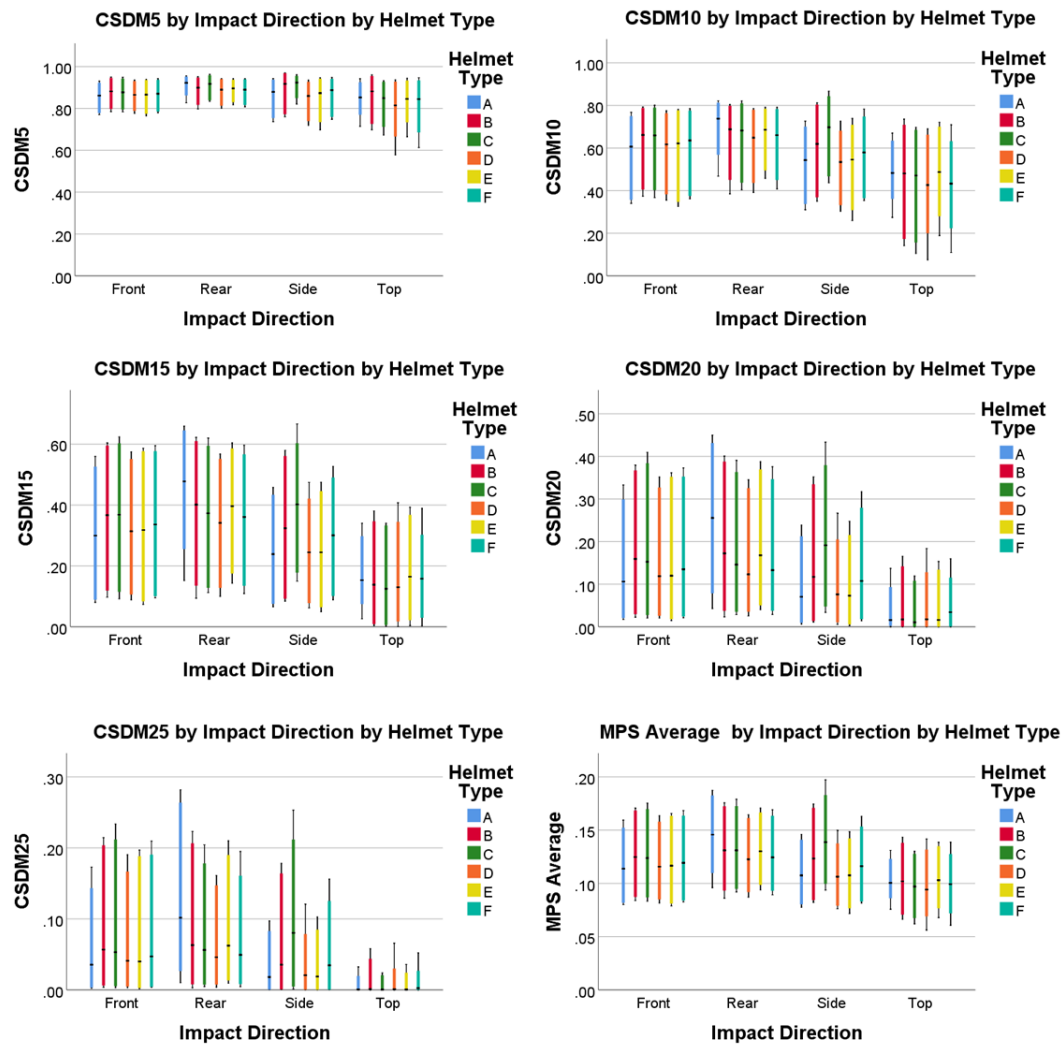 CSDM5 by Impact Direction by Helmet Type
Helmet
Type
A
B
C
D
E
F
CSDM5
1.00
.80
.60
.40
.20
.00
Front Rear Side Top
Impact Direction
CSDM10 by Impact Direction by Helmet Type
Helmet
Type
A
B
C
D
E
F
CSDM10
1.00
.80
.60
.40
.20
.00
Front Rear Side Top
Impact Direction
CSDM15 by Impact Direction by Helmet Type
Helmet
Type
A
B
C
D
E
F
CSDM15
.60
.40
.20
.00
Front Rear Side Top
Impact Direction
CSDM20 by Impact Direction by Helmet Type
Helmet
Type
A
B
C
D
E
F
CSDM20
.50
.40
.30
.20
.10
.00
Front Rear Side Top
Impact Direction
CSDM25 by Impact Direction by Helmet Type
Helmet
Type
A
B
C
D
E
F
CSDM25
.30
.20
.10
.00
Front Rear Side Top
Impact Direction
MPS Average by Impact Direction by Helmet Type
Helmet
Type
A
B
C
D
E
F
MPS Average
.20
.15
.10
.05
.00
Front Rear Side Top
Impact Direction